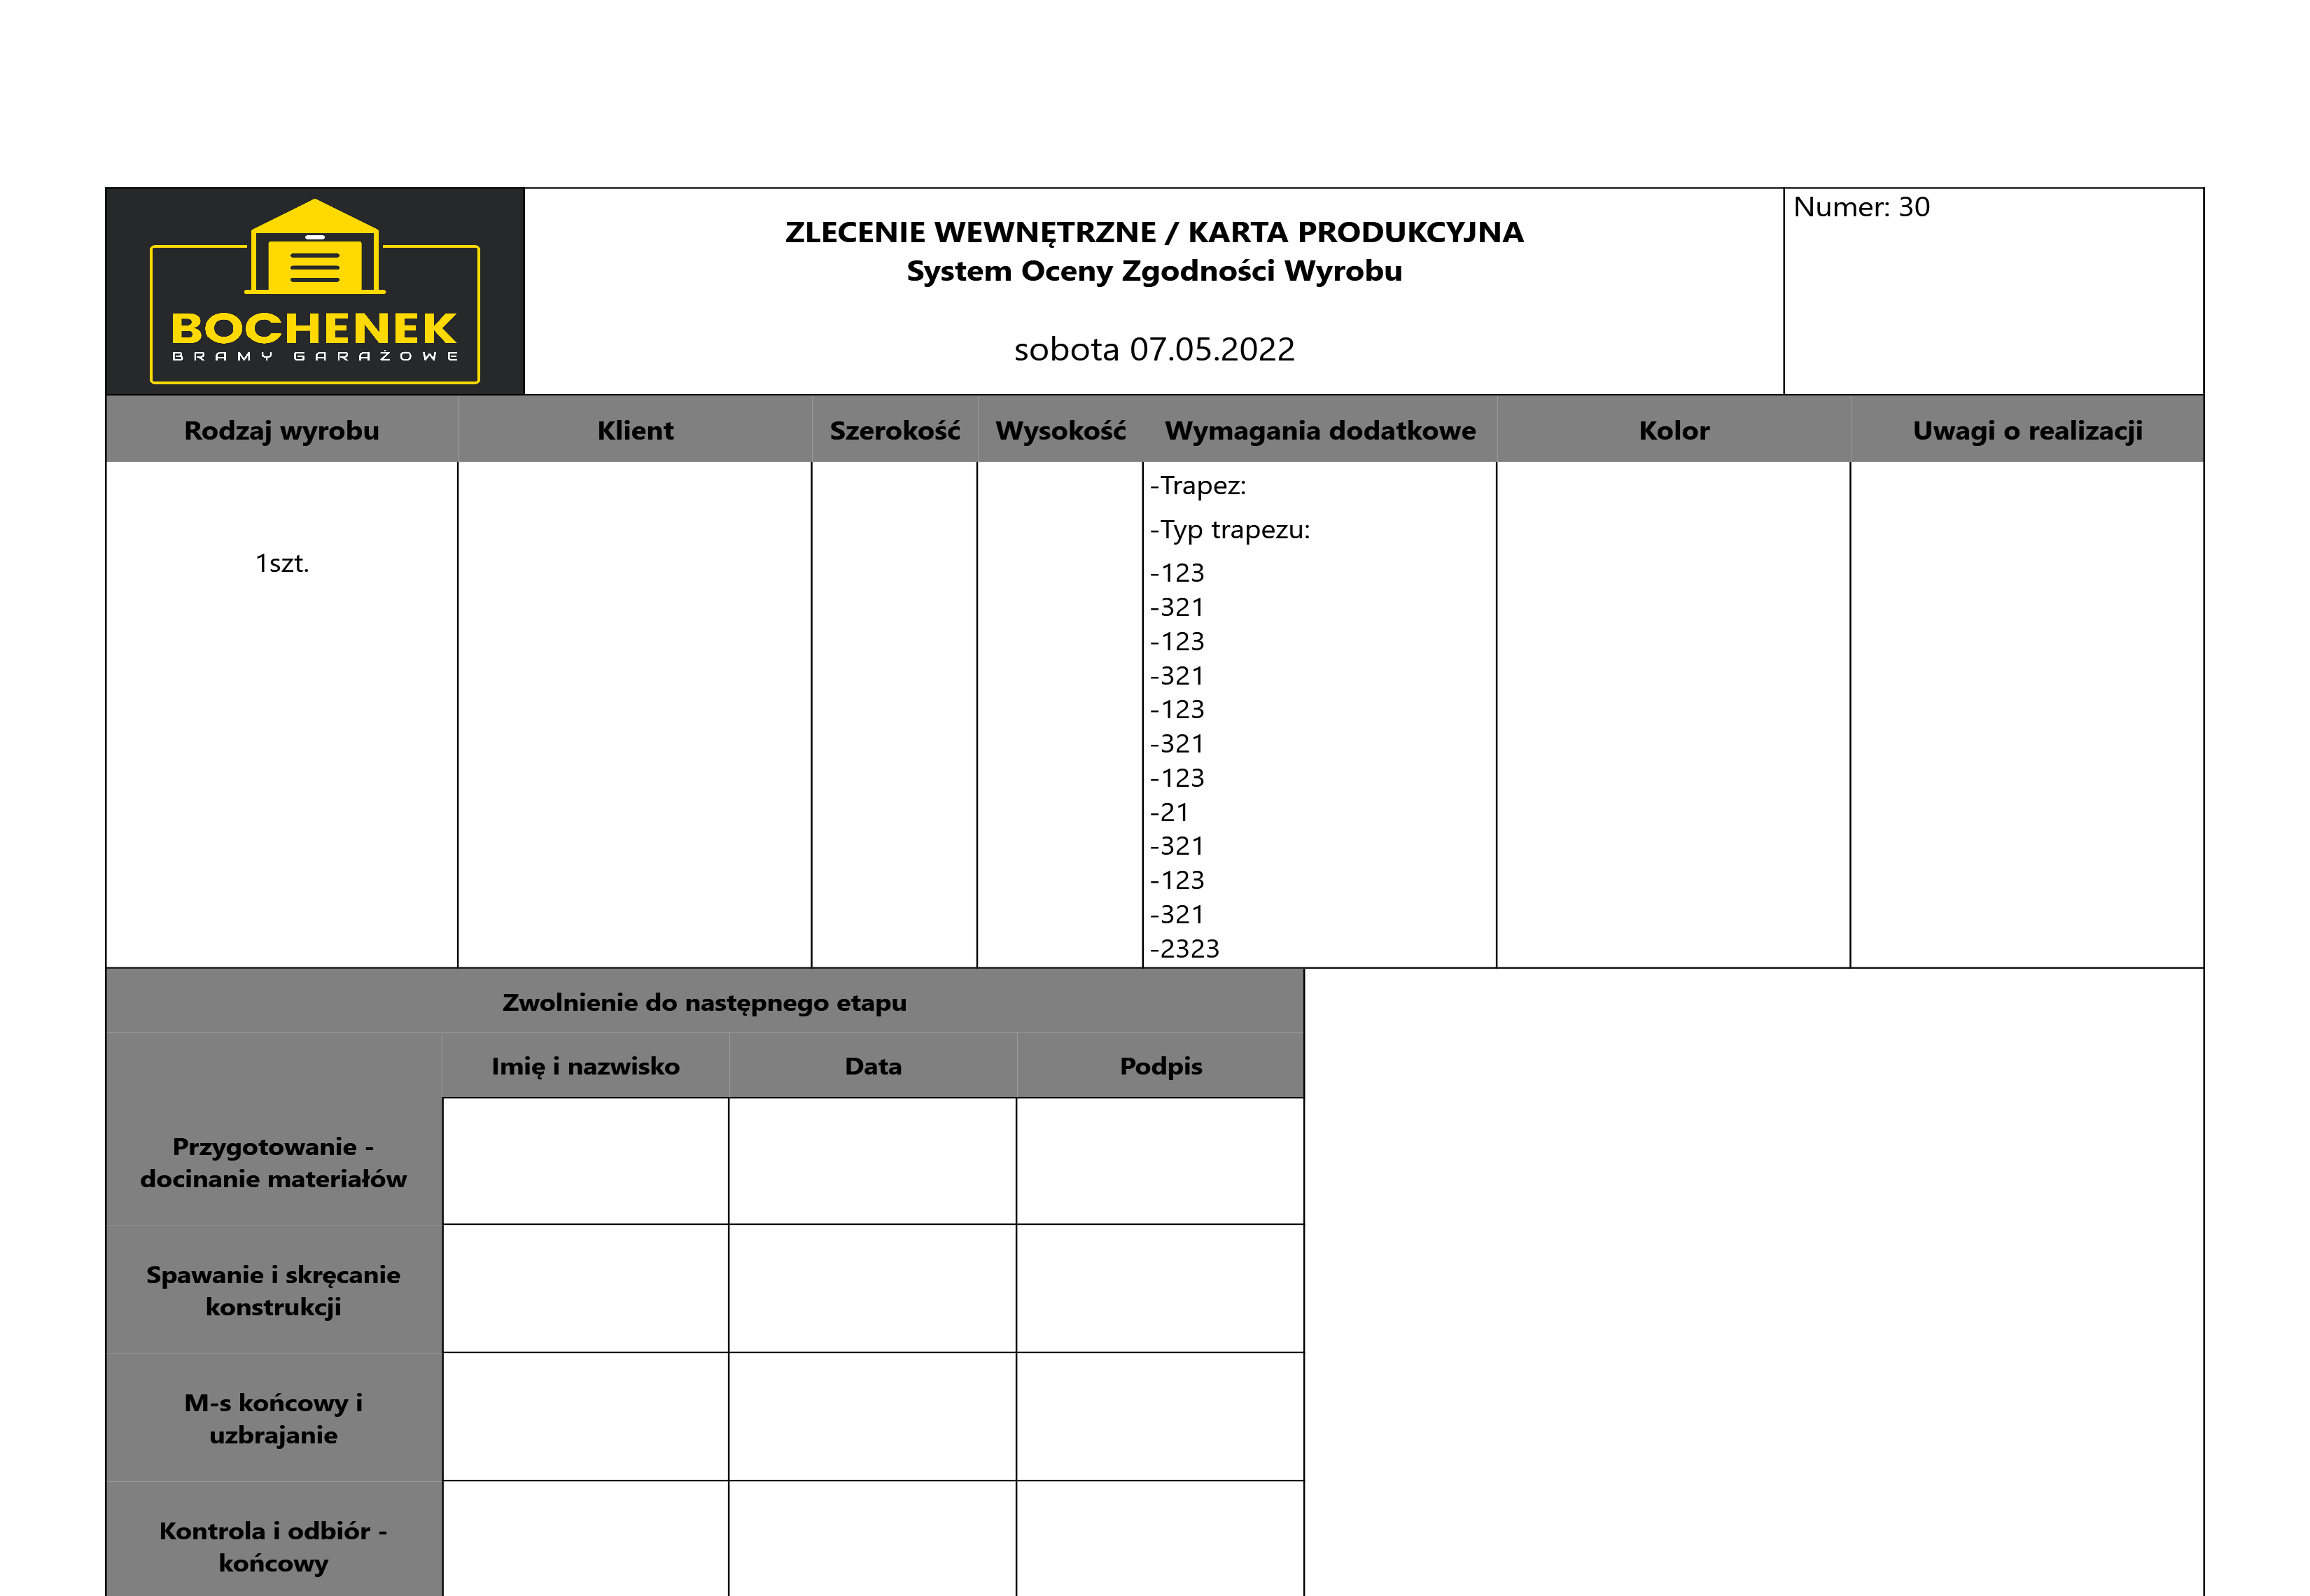 BOCHENEK
BRAMY GARAŻOWE
ZLECENIE WEWNĘTRZNE / KARTA PRODUKCYJNA
System Oceny Zgodności Wyrobu
sobota 07.05.2022
Numer: 30
Rodzaj wyrobu
Klient
Szerokość
Wysokość
Wymagania dodatkowe
Kolor
Uwagi o realizacji
1szt.
-Trapez:
-Typ trapezu:
-123
-321
-123
-321
-123
-321
-123
-21
-321
-123
-321
-2323
Zwolnienie do następnego etapu
Imię i nazwisko
Data
Podpis
Przygotowanie -
docinanie materiałów
Spawanie i skręcanie
konstrukcji
M-s końcowy i
uzbrajanie
Kontrola i odbiór -
końcowy